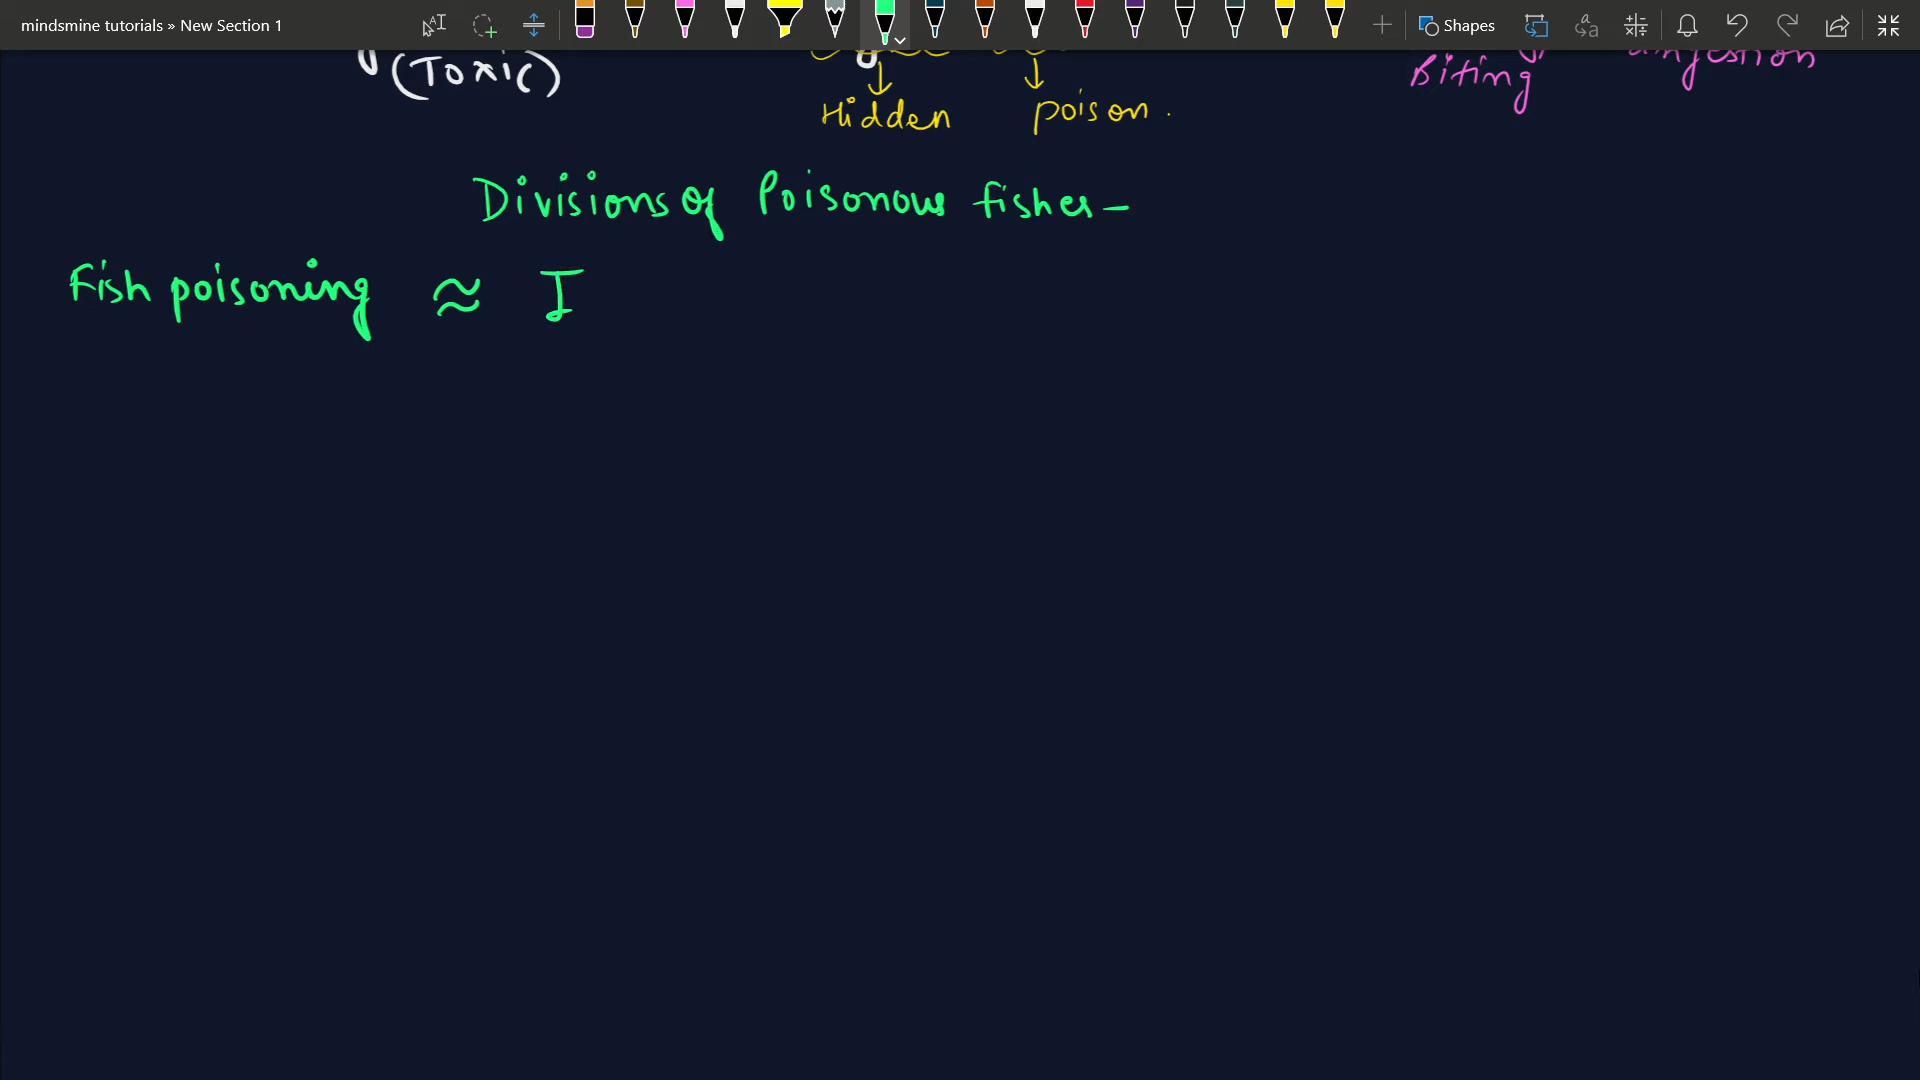 mindsmine tutorials » New Section 1
Shapes
(Toxic)
Biting
Hidden poison.
Divisions of Poisonous fishes -
Fish poisoning ≈ I